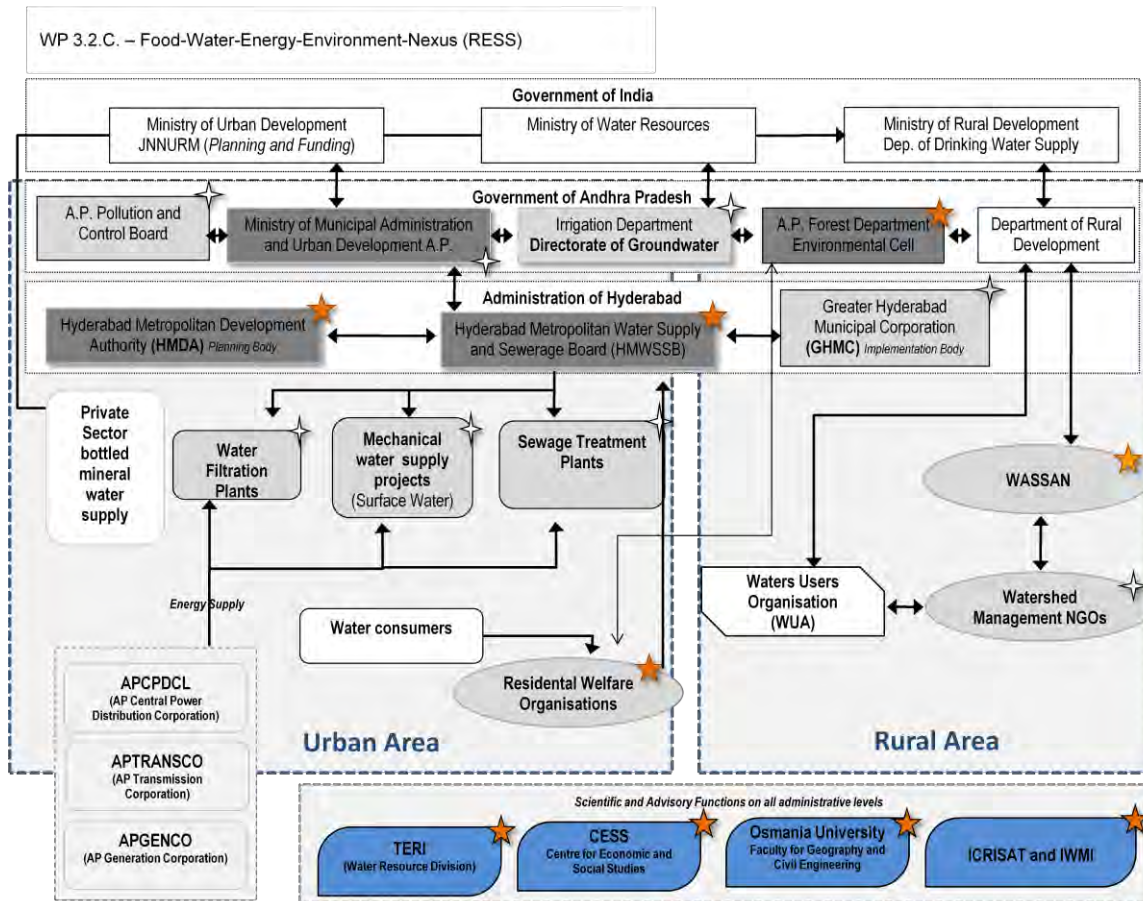 WP 3.2.C. – Food-Water-Energy-Environment-Nexus (RESS)
Government of India
Ministry of Urban Development
JNNURM (Planning and Funding)
Ministry of Water Resources
Ministry of Rural Development
Dep. of Drinking Water Supply
Government of Andhra Pradesh
A.P. Pollution and
Control Board
Ministry of Municipal Administration
and Urban Development A.P.
Irrigation Department
Directorate of Groundwater
A.P. Forest Department
Environmental Cell
Department of Rural
Development
Administration of Hyderabad
Hyderabad Metropolitan Development
Authority (HMDA) Planning Body
Hyderabad Metropolitan Water Supply
and Sewerage Board (HMWSSB)
Greater Hyderabad
Municipal Corporation
(GHMC) Implementation Body
Private
Sector
bottled
mineral
water
supply
Water
Filtration
Plants
Mechanical
water supply
projects
(Surface Water)
Sewage Treatment
Plants
WASSAN
Waters Users
Organisation
(WUA)
Watershed
Management NGOs
Energy Supply
Water consumers
Residental Welfare
Organisations
APCPDCL
(AP Central Power
Distribution Corporation)
APTRANSCO
(AP Transmission
Corporation)
APGENCO
(AP Generation Corporation)
Urban Area
Rural Area
Scientific and Advisory Functions on all administrative levels
TERI
(Water Resource Division)
CESS
Centre for Economic and
Social Studies
Osmania University
Faculty for Geography and
Civil Engineering
ICRISAT and IWMI